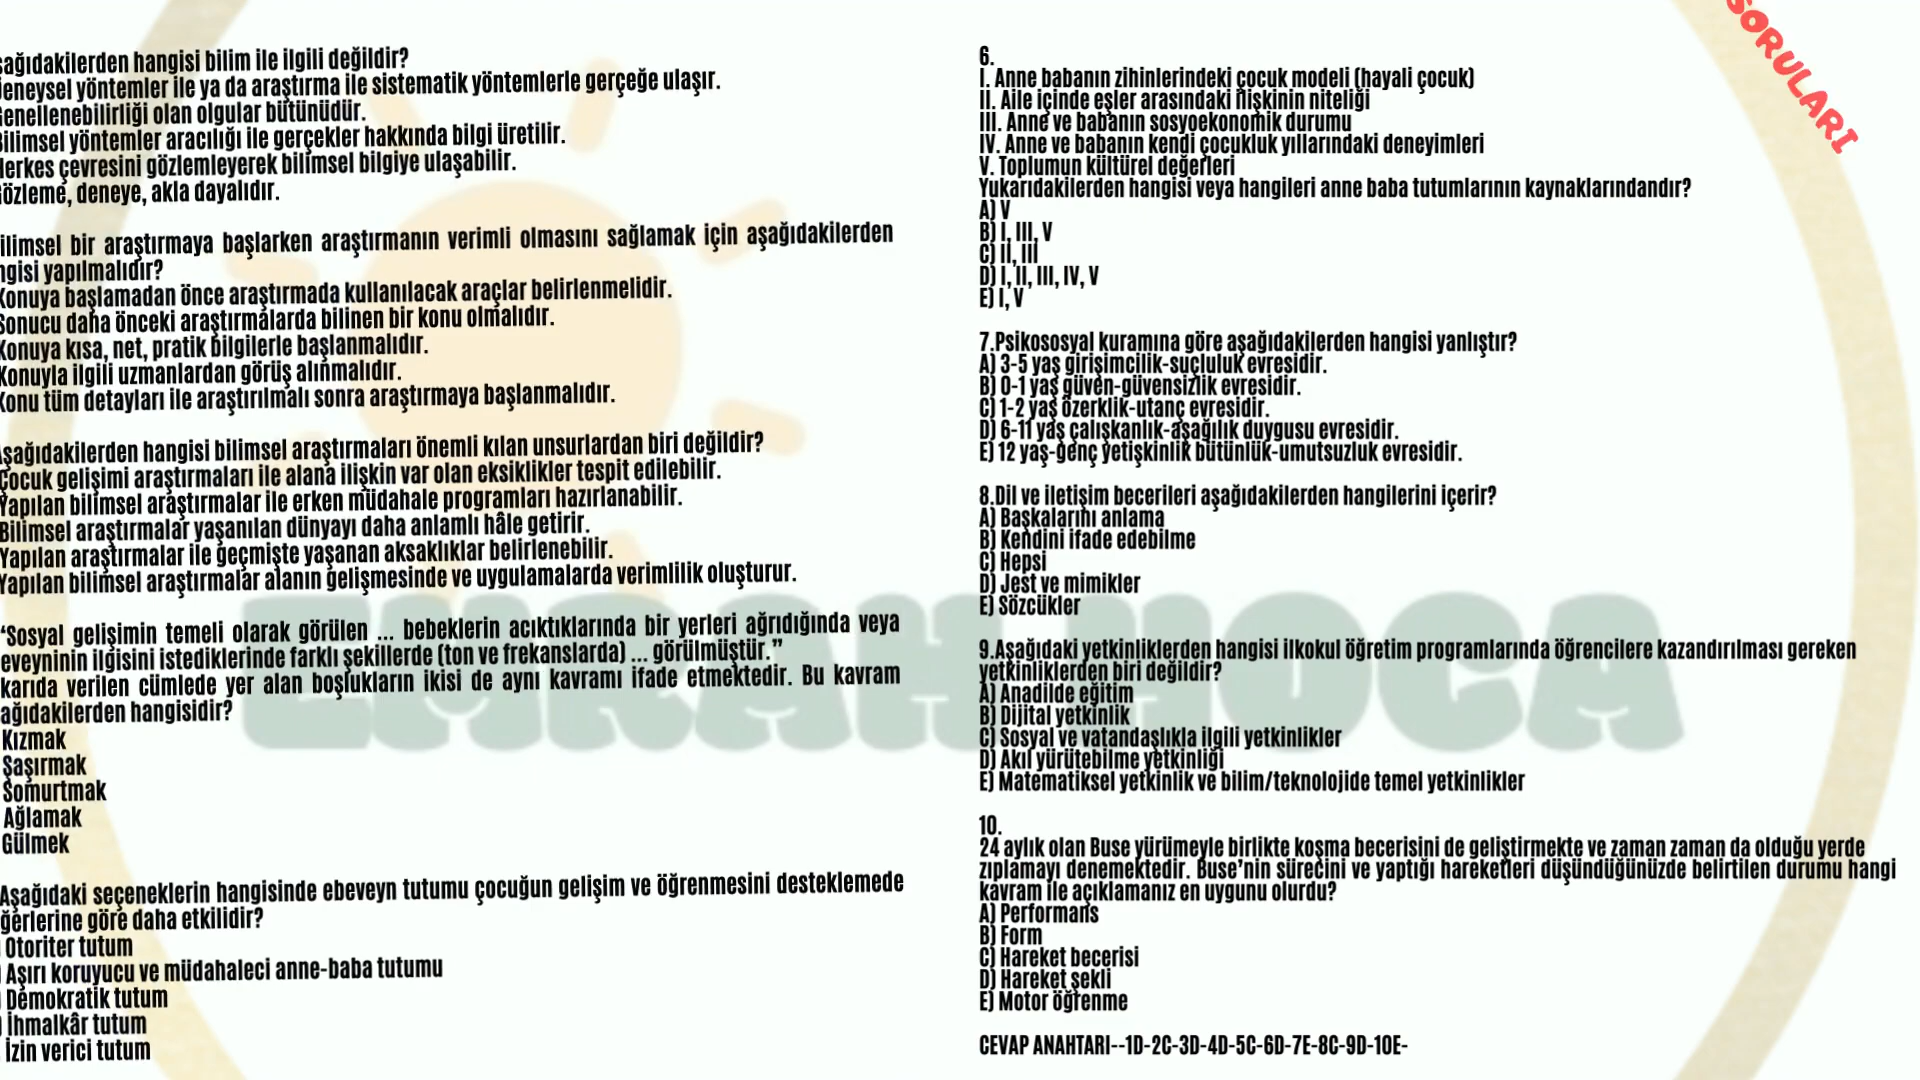 şağıdakilerden hangisi bilim ile ilgili değildir?
Deneysel yöntemler ile ya da araştırma ile sistematik yöntemlerle gerçeğe ulaşır.
Genellenebilirliği olan olgular bütünüdür.
Bilimsel yöntemler aracılığı ile gerçekler hakkında bilgi üretilir.
Herkes çevresini gözlemleyerek bilimsel bilgiye ulaşabilir.
Gözleme, deneye, akla dayalıdır.
ilimsel bir araştırmaya başlarken araştırmanın verimli olmasını sağlamak için aşağıdakilerden
ngisi yapılmalıdır?
Konuya başlamadan önce araştırmada kullanılacak araçlar belirlenmelidir.
Sonucu daha önceki araştırmalarda bilinen bir konu olmalıdır.
Konuya kısa, net, pratik bilgilerle başlanmalıdır.
Konuyla ilgili uzmanlardan görüş alınmalıdır.
Konu tüm detayları ile araştırılmalı sonra araştırmaya başlanmalıdır.
Aşağıdakilerden hangisi bilimsel araştırmaları önemli kılan unsurlardan biri değildir?
Çocuk gelişimi araştırmaları ile alana ilişkin var olan eksiklikler tespit edilebilir.
Yapılan bilimsel araştırmalar ile erken müdahale programları hazırlanabilir.
Bilimsel araştırmalar yaşanılan dünyayı daha anlamlı hâle getirir.
Yapılan araştırmalar ile geçmişte yaşanan aksaklıklar belirlenebilir.
Yapılan bilimsel araştırmalar alanın gelişmesinde ve uygulamalarda verimlilik oluşturur.
“Sosyal gelişimin temeli olarak görülen ... bebeklerin acıktıklarında bir yerleri ağrıdığında veya
eveyninin ilgisini istediklerinde farklı şekillerde (ton ve frekanslarda) ... görülmüştür.”
karıda verilen cümlede yer alan boşlukların ikisi de aynı kavramı ifade etmektedir. Bu kavram
ağıdakilerden hangisidir?
Kızmak
Şaşırmak
Somurtmak
Ağlamak
Gülmek
Aşağıdaki seçeneklerin hangisinde ebeveyn tutumu çocuğun gelişim ve öğrenmesini desteklemede
ğerlerine göre daha etkilidir?
) Otoriter tutum
) Aşırı koruyucu ve müdahaleci anne-baba tutumu
) Demokratik tutum
) İhmalkâr tutum
İzin verici tutum
6.
I. Anne babanın zihinlerindeki çocuk modeli (hayali çocuk)
II. Aile içinde eşler arasındaki ilişkinin niteliği
III. Anne ve babanın sosyoekonomik durumu
IV. Anne ve babanın kendi çocukluk yıllarındaki deneyimleri
V. Toplumun kültürel değerleri
Yukarıdakilerden hangisi veya hangileri anne baba tutumlarının kaynaklarındandır?
A) V
B) I, III, V
C) II, III
D) I, II, III, IV, V
E) I, V
7.Psikososyal kuramına göre aşağıdakilerden hangisi yanlıştır?
A) 3-5 yaş girişimcilik-suçluluk evresidir.
B) 0-1 yaş güven-güvensizlik evresidir.
C) 1-2 yaş özerklik-utanç evresidir.
D) 6-11 yaş çalışkanlık-aşağılık duygusu evresidir.
E) 12 yaş-genç yetişkinlik bütünlük-umutsuzluk evresidir.
8.Dil ve iletişim becerileri aşağıdakilerden hangilerini içerir?
A) Başkalarını anlama
B) Kendini ifade edebilme
C) Hepsi
D) Jest ve mimikler
E) Sözcükler
9.Aşağıdaki yetkinliklerden hangisi ilkokul öğretim programlarında öğrencilere kazandırılması gereken
yetkinliklerden biri değildir?
A) Anadilde eğitim
B) Dijital yetkinlik
C) Sosyal ve vatandaşlıkla ilgili yetkinlikler
D) Akıl yürütebilme yetkinliği
E) Matematiksel yetkinlik ve bilim/teknolojide temel yetkinlikler
10.
24 aylık olan Buse yürümeyle birlikte koşma becerisini de geliştirmekte ve zaman zaman da olduğu yerde
zıplamayı denemektedir. Buse’nin sürecini ve yaptığı hareketleri düşündüğünüzde belirtilen durumu hangi
kavram ile açıklamanız en uygunu olurdu?
A) Performans
B) Form
C) Hareket becerisi
D) Hareket şekli
E) Motor öğrenme
CEVAP ANAHTARI--1D-2C-3D-4D-5C-6D-7E-8C-9D-10E-
SORULARI
EMRAH HOCA